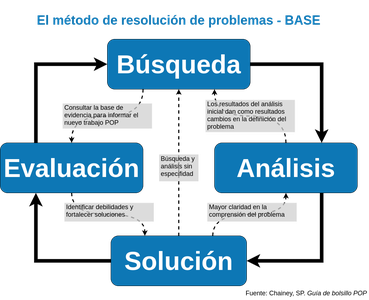 El método de resolución de problemas - BASE
Búsqueda
Consultar la base de
evidencia para informar el
nuevo trabajo POP
Los resultados del análisis
inicial dan como resultados
cambios en la definición del
problema
Evaluación
Búsqueda y
análisis sin
especifidad
Análisis
Identificar debilidades y
fortalecer soluciones
Mayor claridad en la
comprensión del problema
Solución
Fuente: Chainey, SP. Guía de bolsillo POP